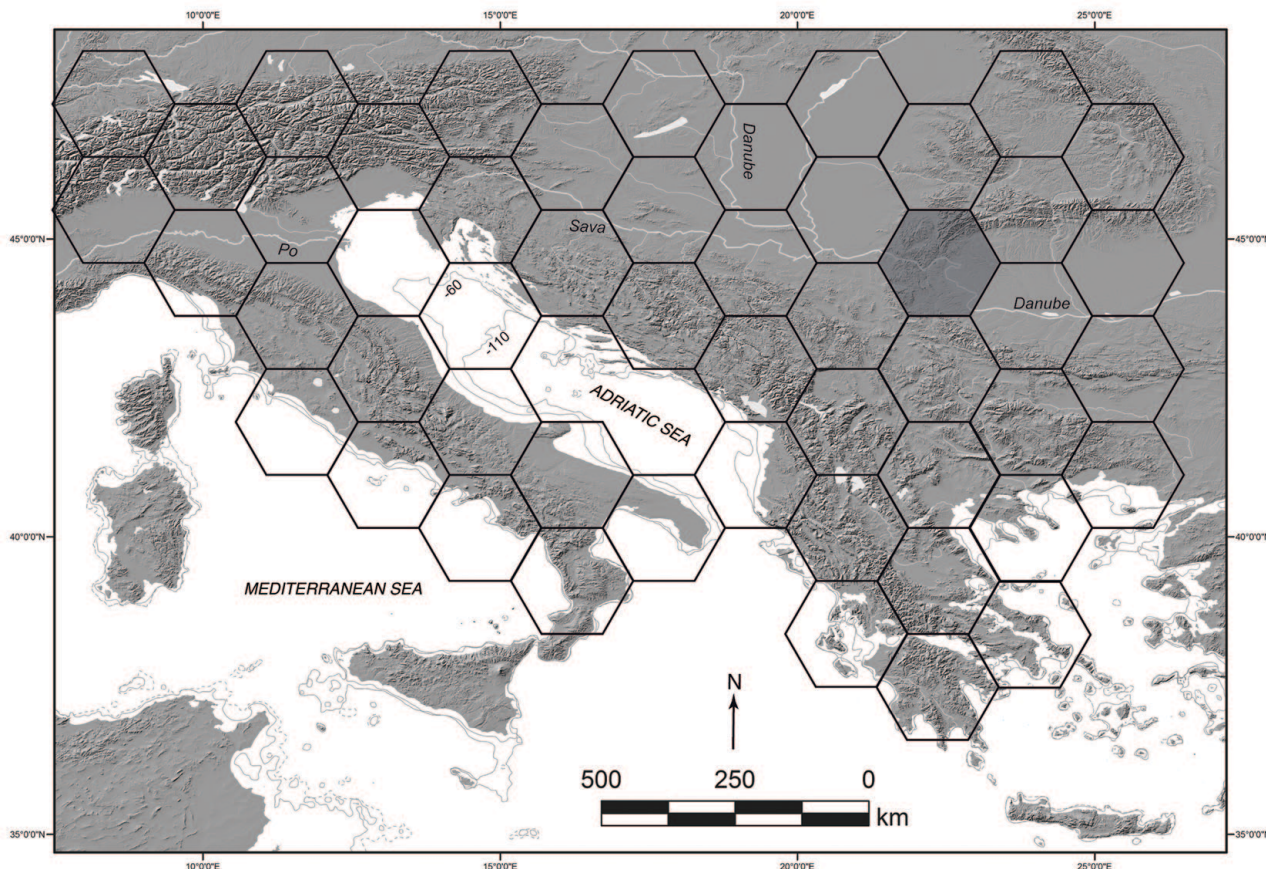 10°0'0"E 15°0'0"E 20°0'0"E 25°0'0"E
Danube
45°0'0"N Po Sava 45°0'0"N
-60
Danube
-110
ADRIATIC SEA
40°0'0"N 40°0'0"N
MEDITERRANEAN SEA
N
500 250 0
km
35°0'0"N 35°0'0"N
10°0'0"E 15°0'0"E 20°0'0"E 25°0'0"E